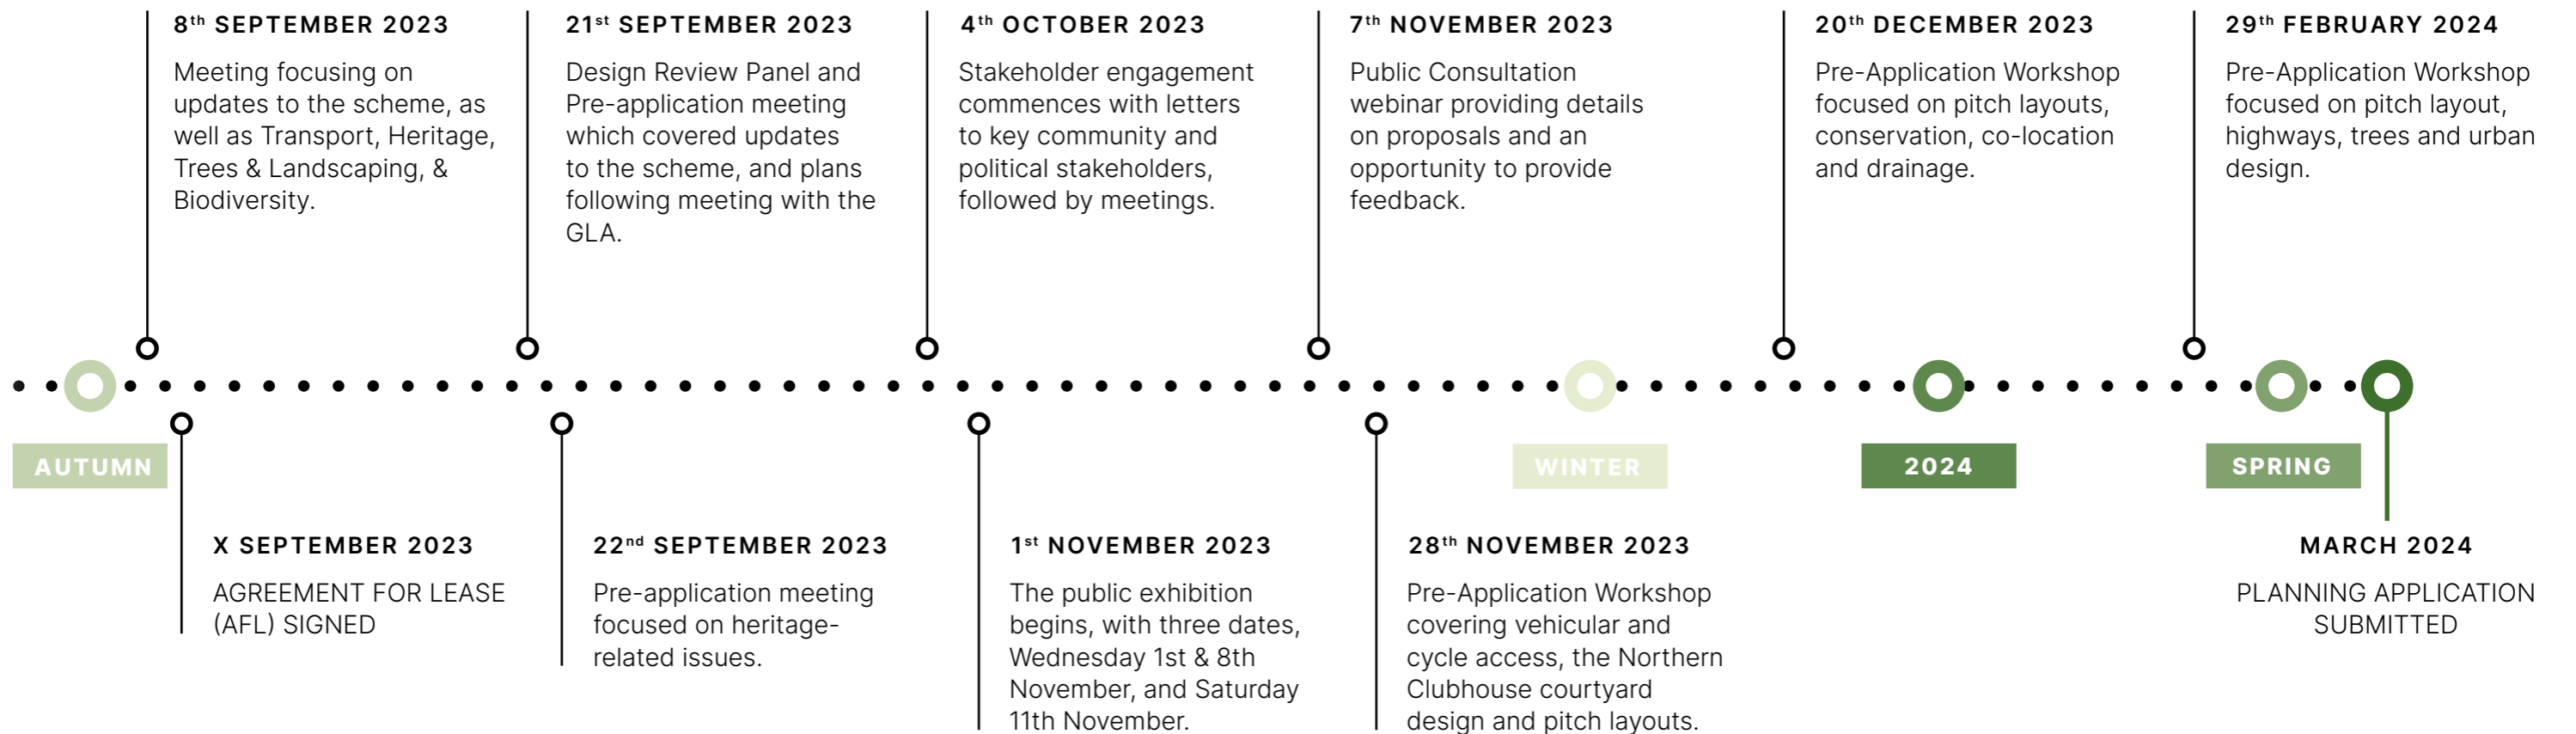 8th SEPTEMBER 2023
Meeting focusing on
updates to the scheme, as
well as Transport, Heritage,
Trees & Landscaping, &
Biodiversity.
21st SEPTEMBER 2023
Design Review Panel and
Pre-application meeting
which covered updates
to the scheme, and plans
following meeting with the
GLA.
4th OCTOBER 2023
Stakeholder engagement
commences with letters
to key community and
political stakeholders,
followed by meetings.
7th NOVEMBER 2023
Public Consultation
webinar providing details
on proposals and an
opportunity to provide
feedback.
20th DECEMBER 2023
Pre-Application Workshop
focused on pitch layouts,
conservation, co-location
and drainage.
29th FEBRUARY 2024
Pre-Application Workshop
focused on pitch layout,
highways, trees and urban
design.
AUTUMN
WINTER
2024
SPRING
X SEPTEMBER 2023
AGREEMENT FOR LEASE
(AFL) SIGNED
22nd SEPTEMBER 2023
Pre-application meeting
focused on heritage-
related issues.
1st NOVEMBER 2023
The public exhibition
begins, with three dates,
Wednesday 1st & 8th
November, and Saturday
11th November.
28th NOVEMBER 2023
Pre-Application Workshop
covering vehicular and
cycle access, the Northern
Clubhouse courtyard
design and pitch layouts.
MARCH 2024
PLANNING APPLICATION
SUBMITTED